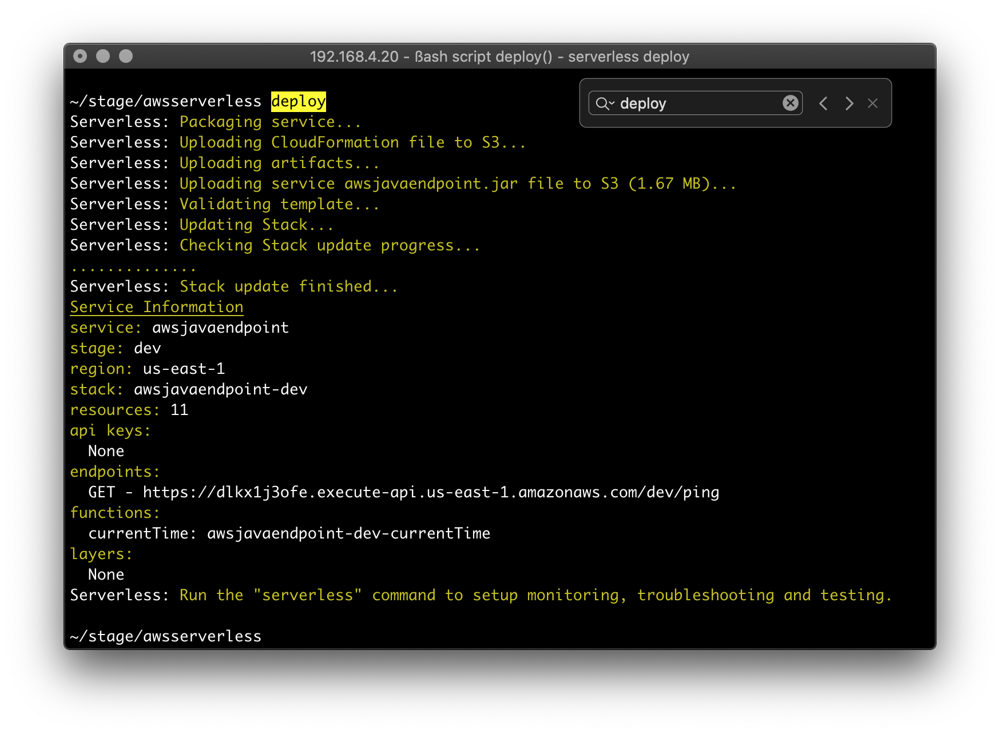 192.168.4.20 - ßash script deploy() - serverless deploy
deploy
~/stage/awsserverless deploy
Serverless: Packaging service...
Serverless: Uploading CloudFormation file to S3...
Serverless: Uploading artifacts...
Serverless: Uploading service awsjavaendpoint.jar file to S3 (1.67 MB)...
Serverless: Validating template...
Serverless: Updating Stack...
Serverless: Checking Stack update progress...
..............
Serverless: Stack update finished...
Service Information
service: awsjavaendpoint
stage: dev
region: us-east-1
stack: awsjavaendpoint-dev
resources: 11
api keys:
  None
endpoints:
  GET - https://dlkx1j3ofe.execute-api.us-east-1.amazonaws.com/dev/ping
functions:
  currentTime: awsjavaendpoint-dev-currentTime
layers:
  None
Serverless: Run the "serverless" command to setup monitoring, troubleshooting and testing.
~/stage/awsserverless